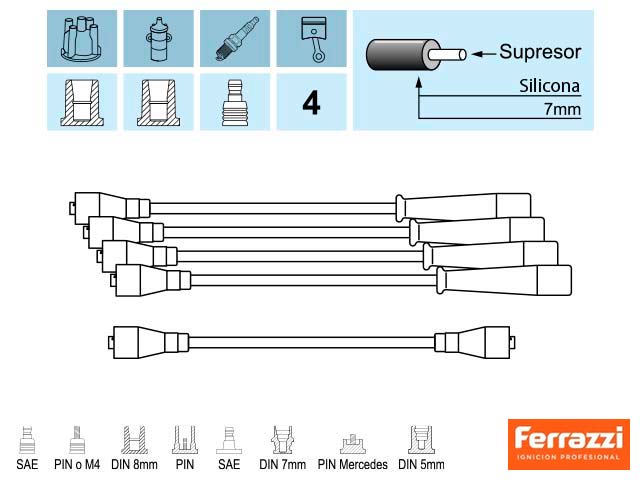 Supresor
Silicona
7mm
4
SAE PIN o M4 DIN 8mm PIN SAE DIN 7mm PIN Mercedes DIN 5mm
Ferrazzi
IGNICION PROFESIONAL